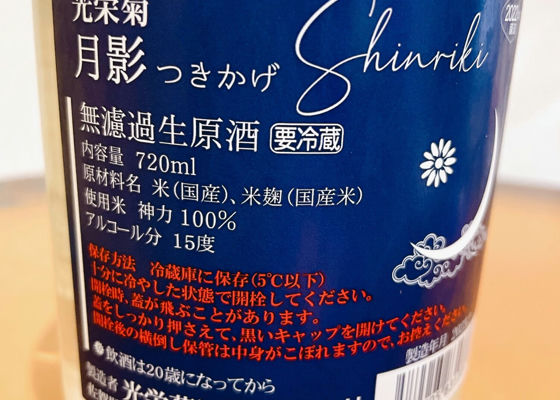 光栄菊
Shinriki
2022
月影 つきかげ
無濾過生原酒 要冷蔵
内容量 720ml
原材料名 米(国産)、米麹(国産米)
使用米 神力100%
アルコール分 15度
保存方法 冷蔵庫に保存(5℃以下)
十分に冷やした状態で開栓してください。
開栓時、蓋が飛ぶことがあります。
蓋をしっかり押さえて、黒いキャップを開けてください。
開栓後の横倒し保管は中身がこぼれますので、お控えください。
製造年月 202
飲酒は20歳になってから
製造者 光栄菊